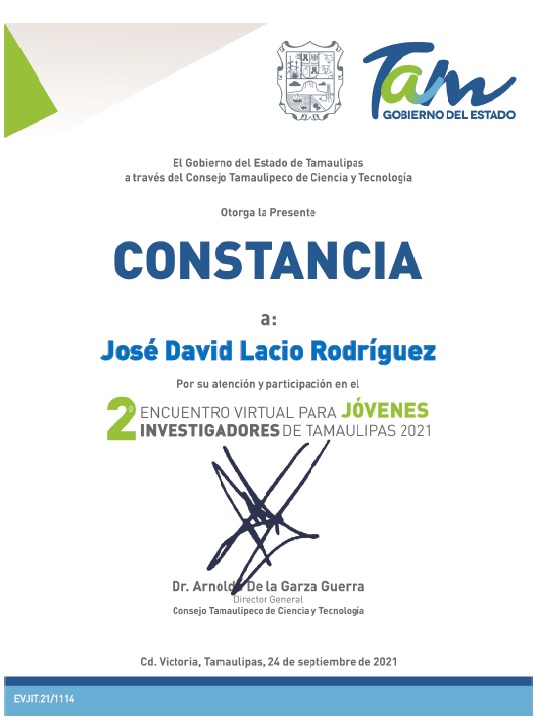 Tam
GOBIERNO DEL ESTADO
El Gobierno del Estado de Tamaulipas
a través del Consejo Tamaulipeco de Ciencia y Tecnología
Otorga la Presente
CONSTANCIA
a:
José David Lacio Rodríguez
Por su atención y participación en el
2º ENCUENTRO VIRTUAL PARA JÓVENES
INVESTIGADORES DE TAMAULIPAS 2021
Dr. Arnoldo De la Garza Guerra
Director General
Consejo Tamaulipeco de Ciencia y Tecnología
Cd. Victoria, Tamaulipas, 24 de septiembre de 2021
EVJIT.21/1114